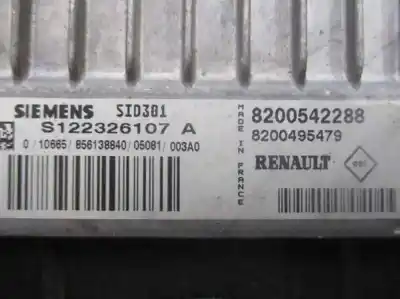 SIEMENS SID301
S122326107 A
0/10665/856138840/05081/003A0
MADE IN FRANCE
8200542288
8200495479
RENAULT